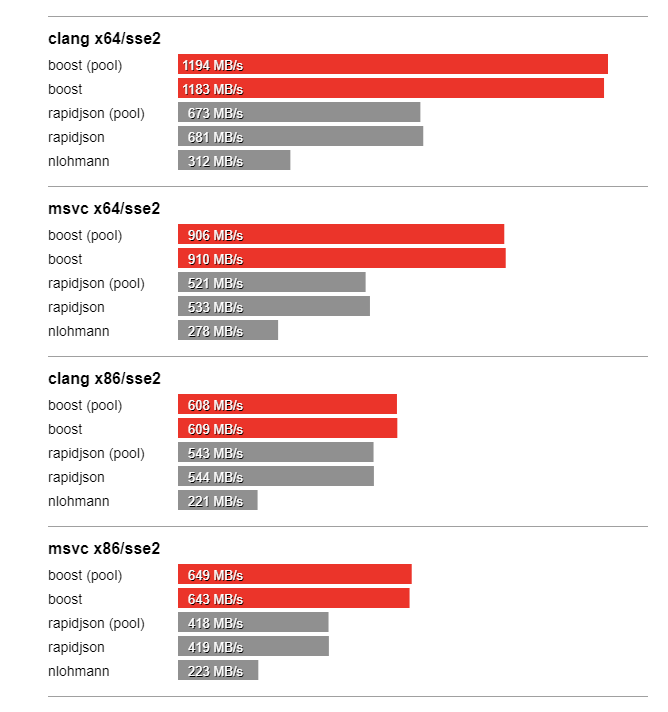 clang x64/sse2
boost (pool) 1194 MB/s
boost 1183 MB/s
rapidjson (pool) 673 MB/s
rapidjson 681 MB/s
nlohmann 312 MB/s
msvc x64/sse2
boost (pool) 906 MB/s
boost 910 MB/s
rapidjson (pool) 521 MB/s
rapidjson 533 MB/s
nlohmann 278 MB/s
clang x86/sse2
boost (pool) 608 MB/s
boost 609 MB/s
rapidjson (pool) 543 MB/s
rapidjson 544 MB/s
nlohmann 221 MB/s
msvc x86/sse2
boost (pool) 649 MB/s
boost 643 MB/s
rapidjson (pool) 418 MB/s
rapidjson 419 MB/s
nlohmann 223 MB/s